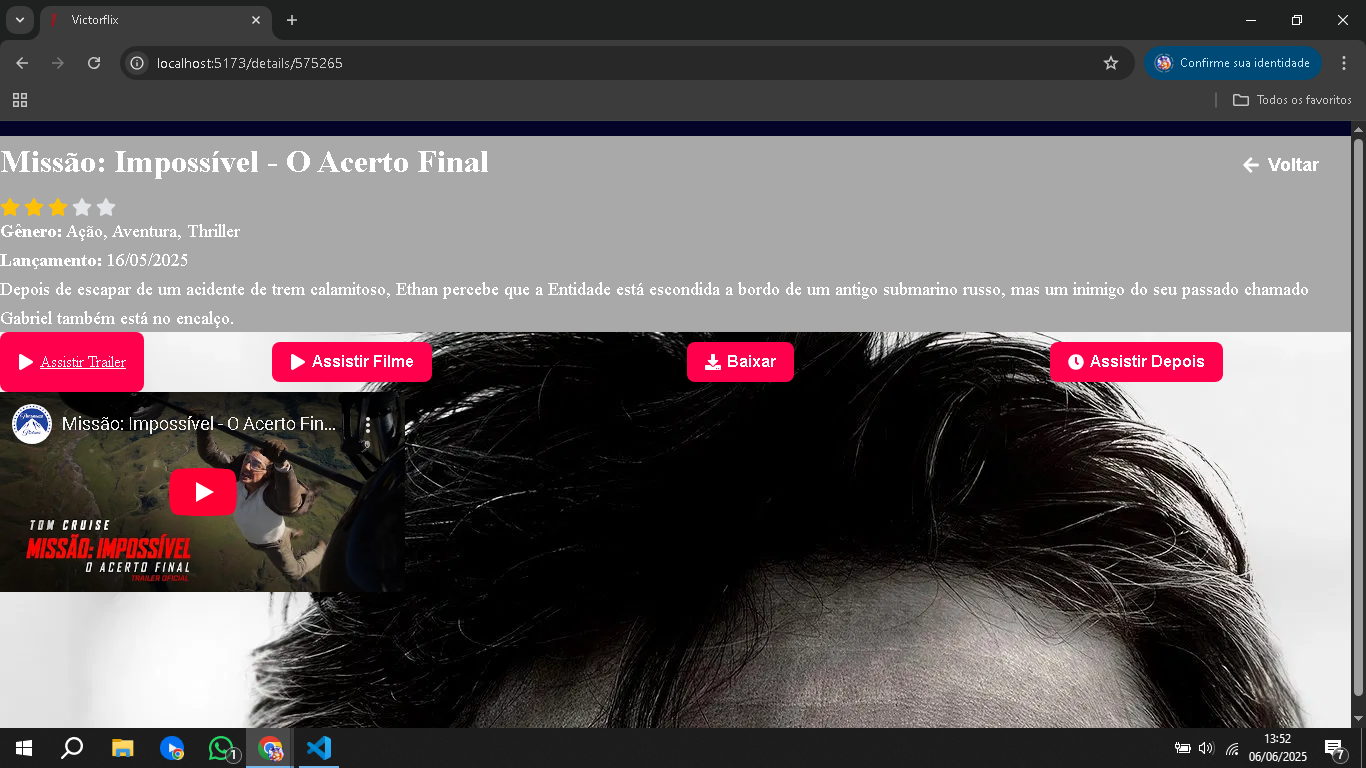 Victorflix
localhost:5173/details/575265
Confirme sua identidade
Todos os favoritos
Missão: Impossível - O Acerto Final
Voltar
Gênero: Ação, Aventura, Thriller
Lançamento: 16/05/2025
Depois de escapar de um acidente de trem calamitoso, Ethan percebe que a Entidade está escondida a bordo de um antigo submarino russo, mas um inimigo do seu passado chamado
Gabriel também está no encalço.
Assistir Trailer
Assistir Filme
Baixar
Assistir Depois
Missão: Impossível - O Acerto Fin...
TOM CRUISE
MISSÃO: IMPOSSÍVEL
O ACERTO FINAL
TRAILER OFICIAL
1
13:52
06/06/2025
7